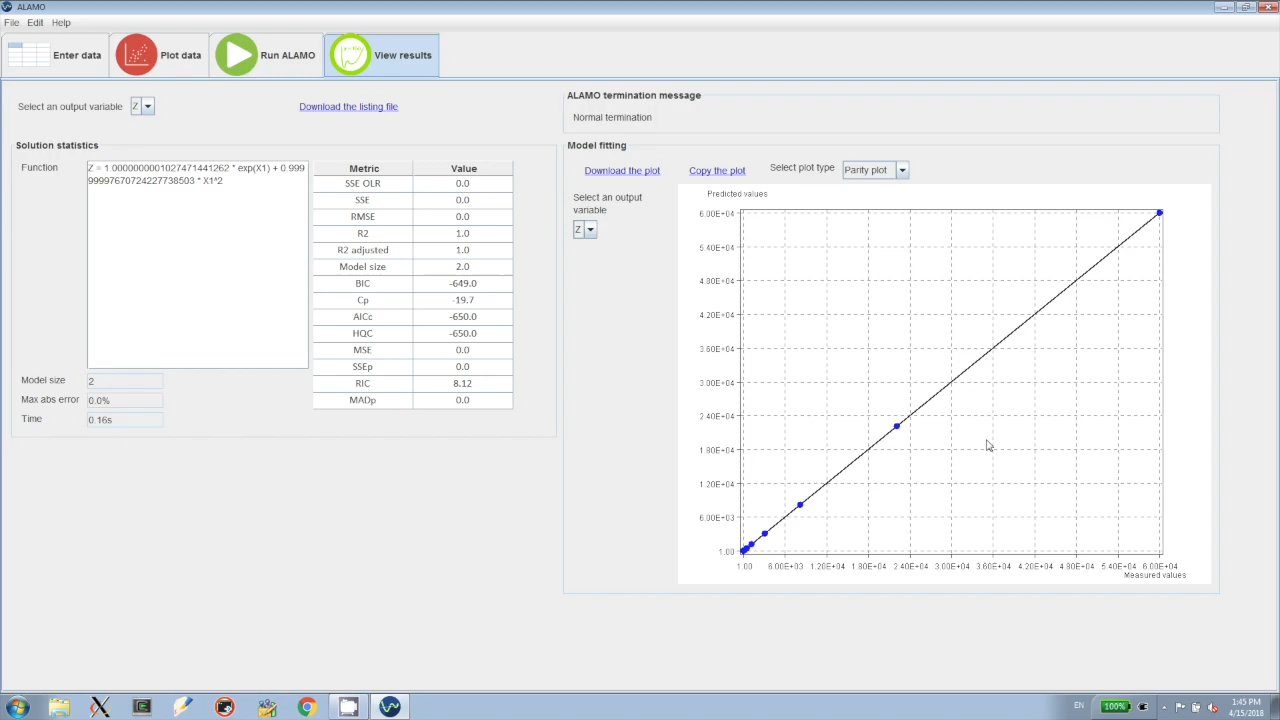 ALAMO
File Edit Help
Enter data
Plot data
Run ALAMO
View results
Select an output variable Z
Download the listing file
Solution statistics
Function
Z = 1.0000000001027471441262 * exp(X1) + 0.999
99997670724227738503 * X1^2
Metric Value
SSE OLR 0.0
SSE 0.0
RMSE 0.0
R2 1.0
R2 adjusted 1.0
Model size 2.0
BIC -649.0
Cp -19.7
AICc -650.0
HQC -650.0
MSE 0.0
SSEp 0.0
RIC 8.12
MADp 0.0
Model size 2
Max abs error 0.0%
Time 0.16s
ALAMO termination message
Normal termination
Model fitting
Download the plot
Copy the plot
Select plot type Parity plot
Select an output
variable
Z
Predicted values
6.00E+04
5.40E+04
4.80E+04
4.20E+04
3.60E+04
3.00E+04
2.40E+04
1.80E+04
1.20E+04
6.00E+03
1.00
1.00 6.00E+03 1.20E+04 1.80E+04 2.40E+04 3.00E+04 3.60E+04 4.20E+04 4.80E+04 5.40E+04 6.00E+04
Measured values
EN
100%
1:45 PM
4/15/2018